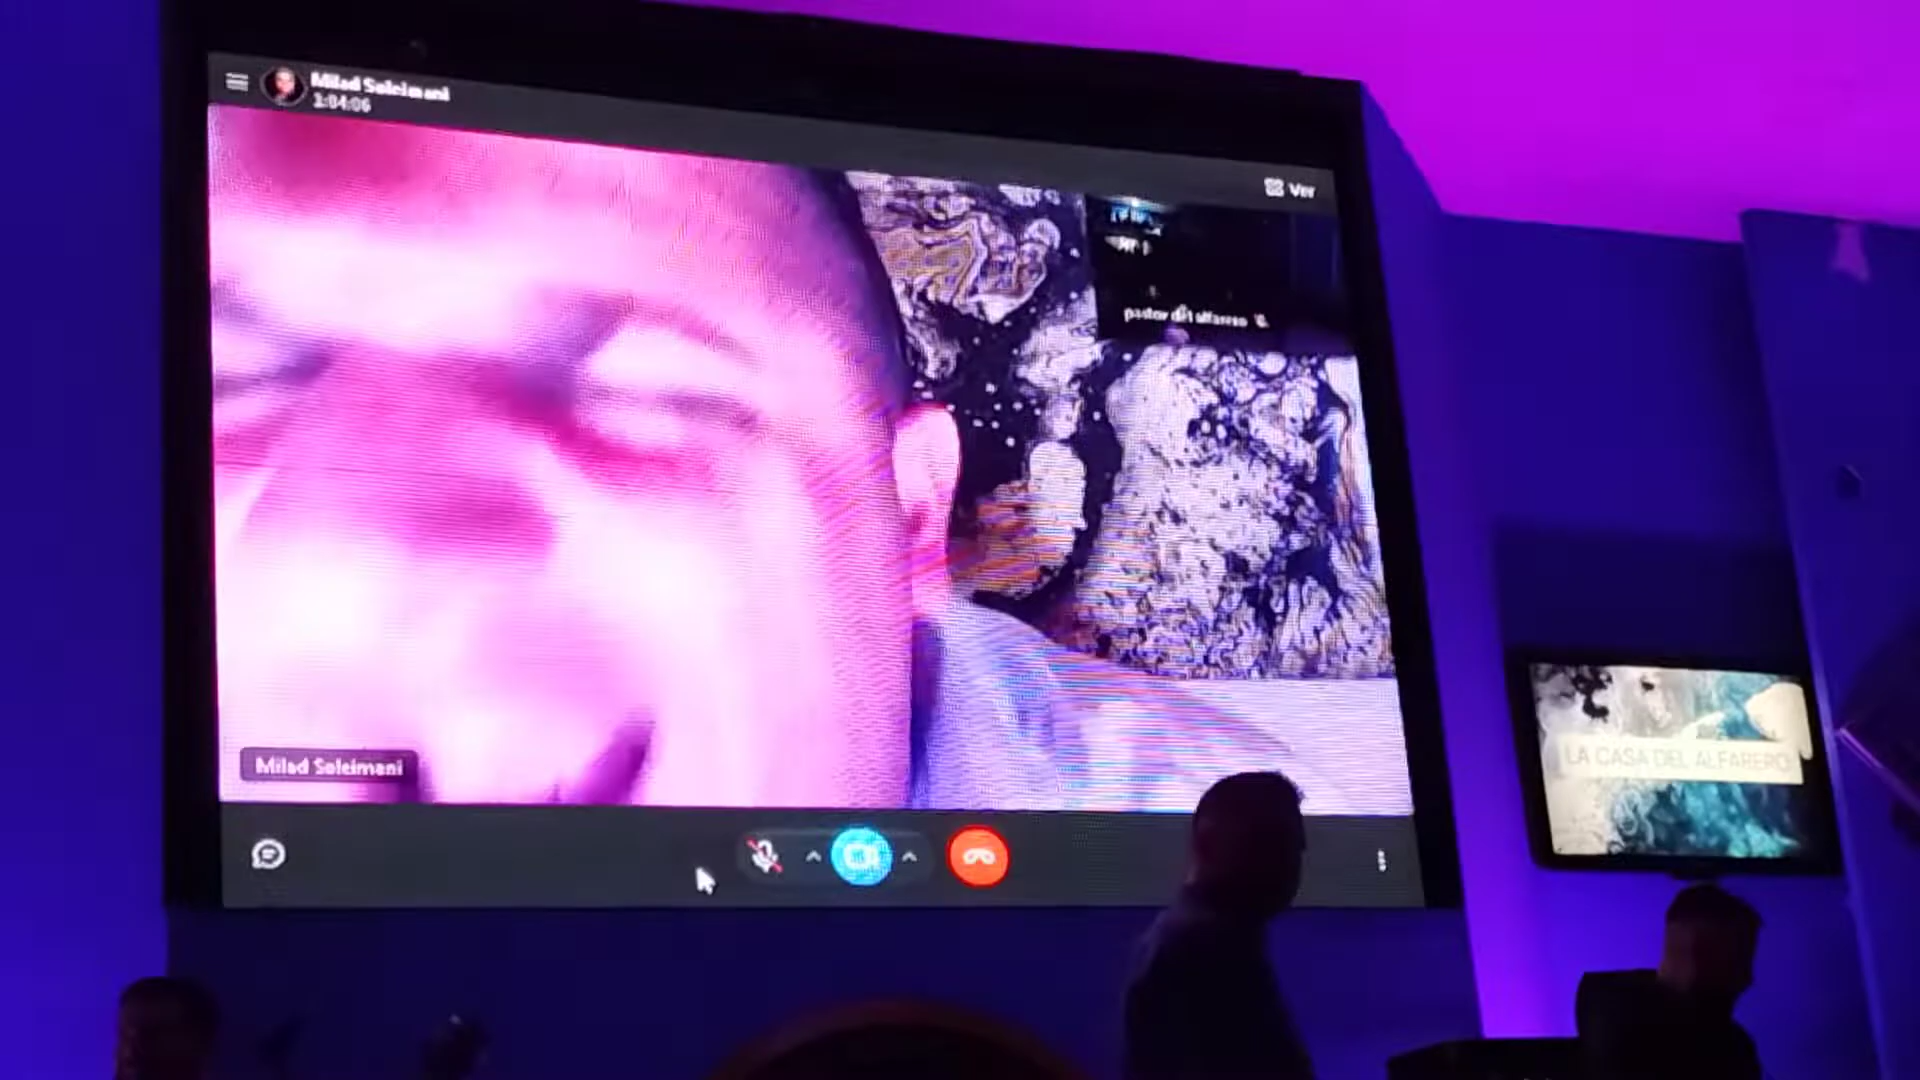 Milad Soleimani
1:04:06
Ver
pastor del alfarero
Milad Soleimani
LA CASA DEL ALFARERO